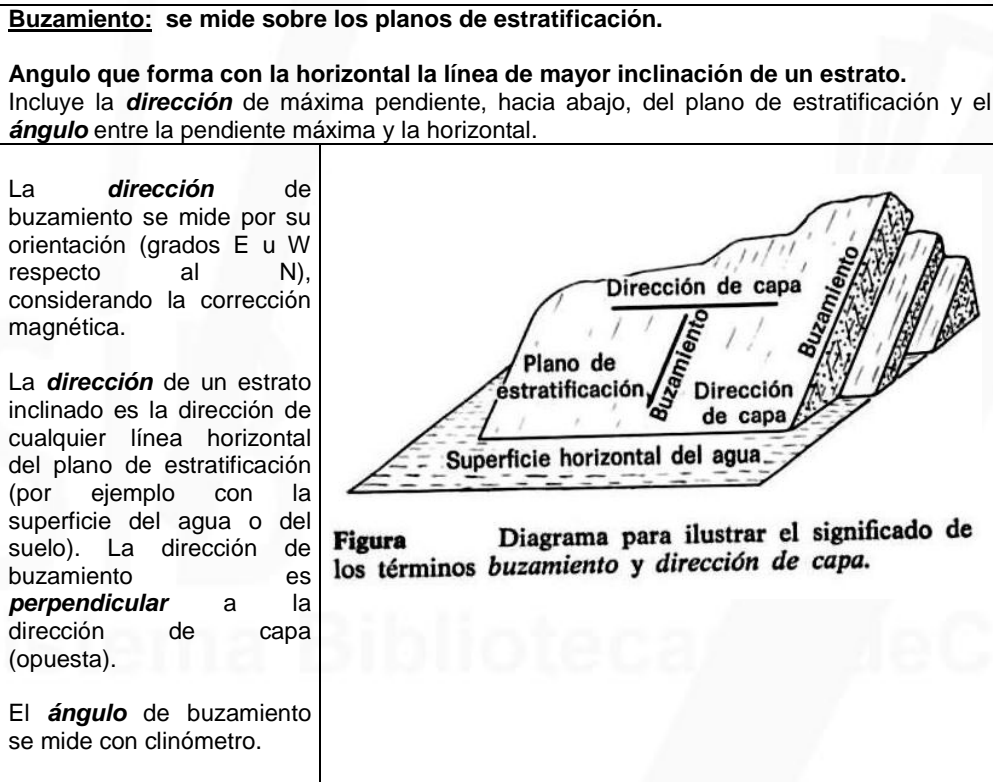 Buzamiento: se mide sobre los planos de estratificación.
Angulo que forma con la horizontal la línea de mayor inclinación de un estrato.
Incluye la dirección de máxima pendiente, hacia abajo, del plano de estratificación y el
ángulo entre la pendiente máxima y la horizontal.
La dirección de
buzamiento se mide por su
orientación (grados E u W
respecto al N),
considerando la corrección
magnética.
La dirección de un estrato
inclinado es la dirección de
cualquier línea horizontal
del plano de estratificación
(por ejemplo con la
superficie del agua o del
suelo). La dirección de
buzamiento es
perpendicular a la
dirección de capa
(opuesta).
El ángulo de buzamiento
se mide con clinómetro.
Dirección de capa
Buzamiento
Buzamiento
Plano de
estratificación
Dirección
de capa
Superficie horizontal del agua
Figura Diagrama para ilustrar el significado de
los términos buzamiento y dirección de capa.